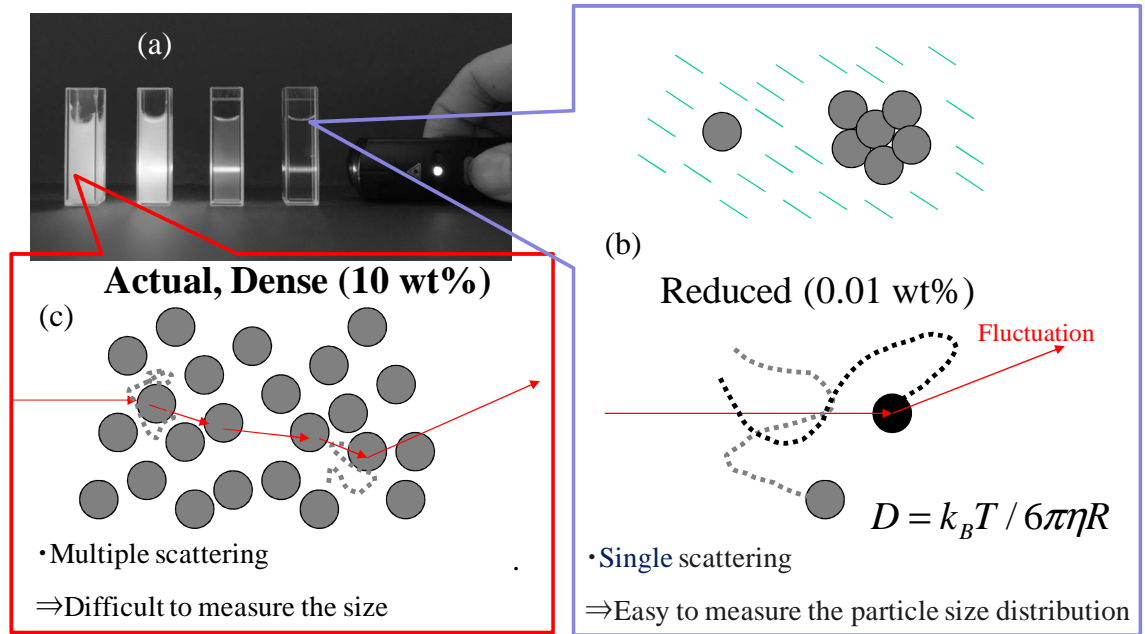 (a)
Actual, Dense (10 wt%)
(c)
・Multiple scattering
.
⇒Difficult to measure the size
(b)
Reduced (0.01 wt%)
Fluctuation
D = k_B T / 6πηR
・Single scattering
⇒Easy to measure the particle size distribution